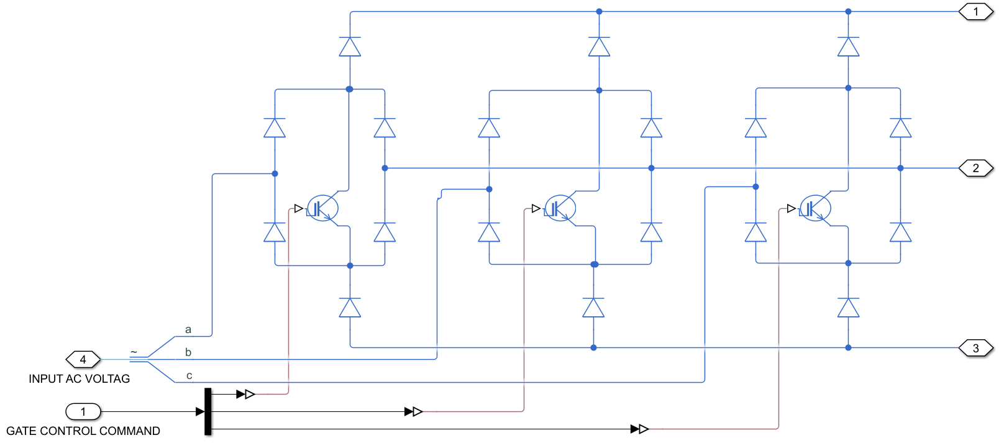 1
2
a
~
b
4
3
c
INPUT AC VOLTAG
1
GATE CONTROL COMMAND